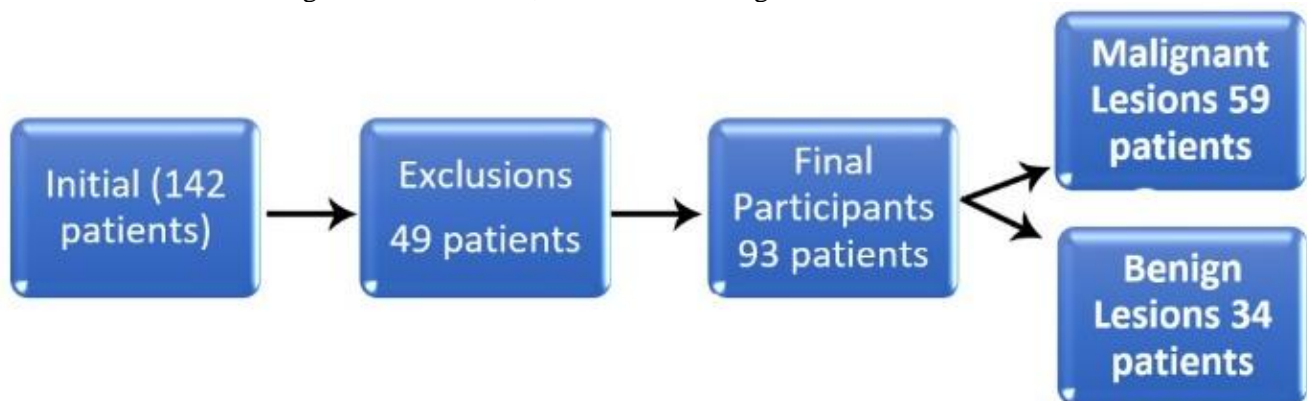 Initial (142
patients)
Exclusions
49 patients
Final
Participants
93 patients
Malignant
Lesions 59
patients
Benign
Lesions 34
patients